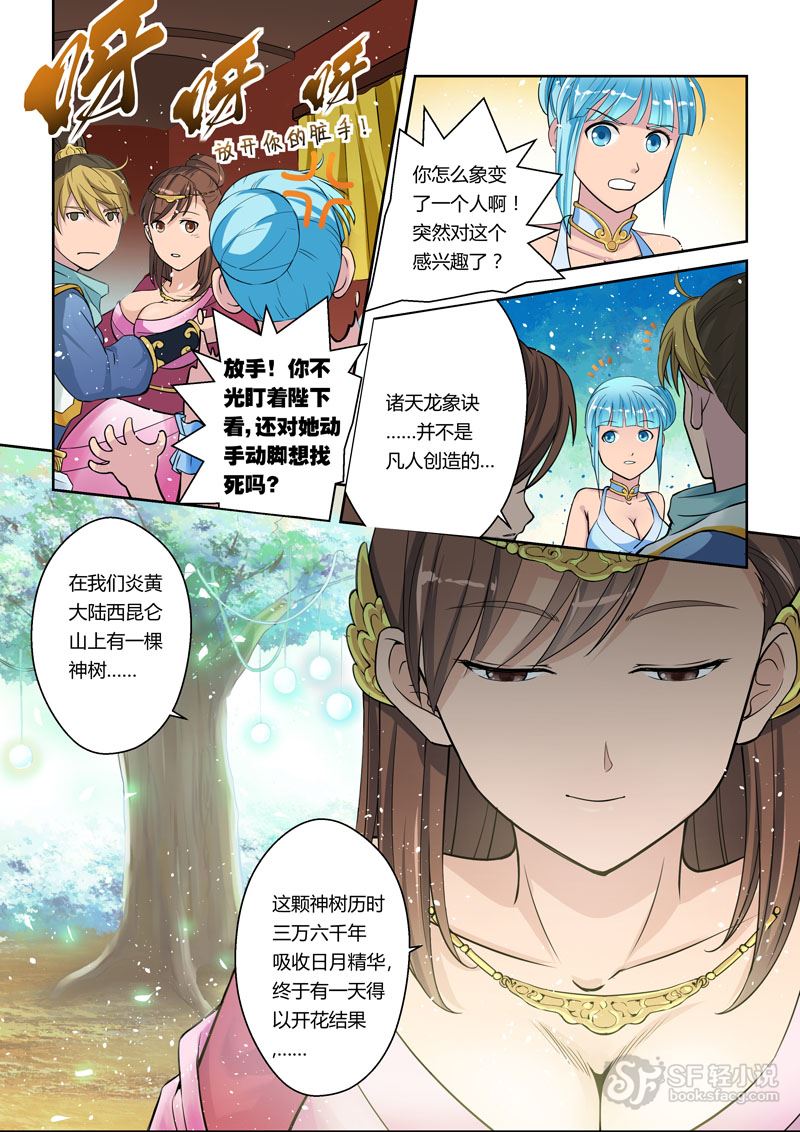 呀呀呀
放开你的脏手！
放手！你不
光盯着陛下
看,还对她动
手动脚想找
死吗？
你怎么象变
了一个人啊！
突然对这个
感兴趣了？
诸天龙象诀
……并不是
凡人创造的...
在我们炎黄
大陆西昆仑
山上有一棵
神树……
这颗神树历时
三万六千年
吸收日月精华,
终于有一天得
以开花结果
,……
SF轻小说
book.sfacg.com